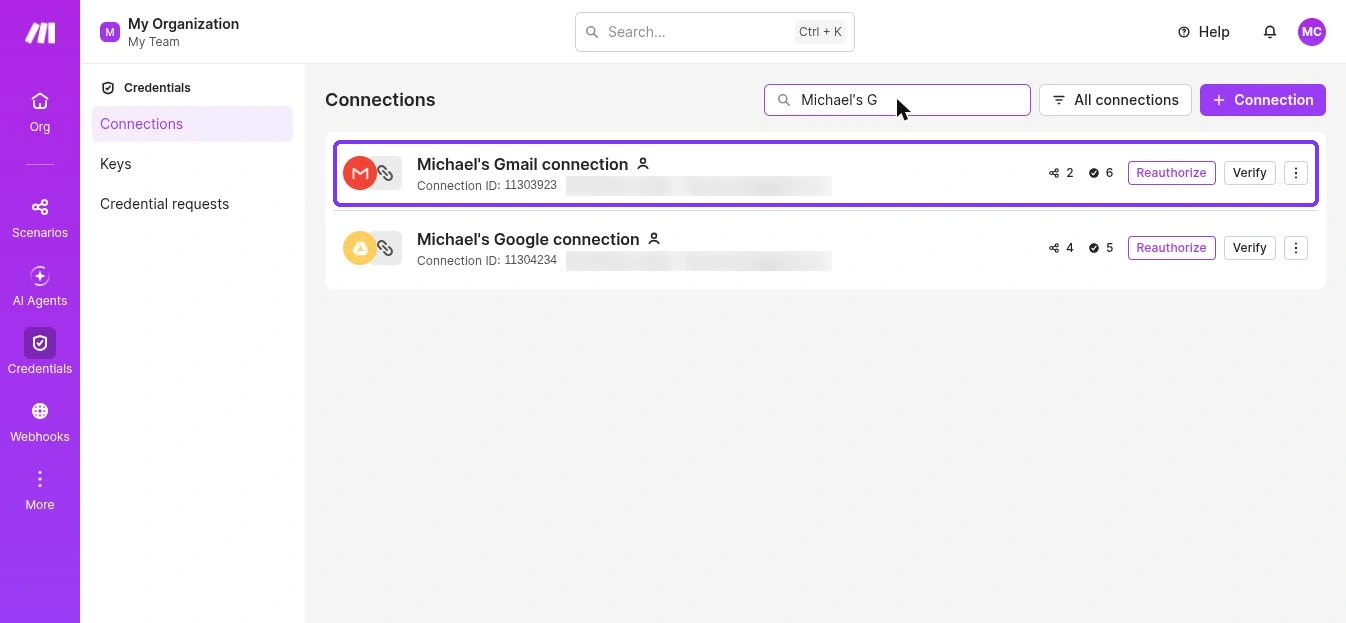 M
My Organization
My Team
Search...
Ctrl + K
Help
MC
Org
Scenarios
AI Agents
Credentials
Webhooks
More
Credentials
Connections
Keys
Credential requests
Connections
Michael's G
All connections
+ Connection
Michael's Gmail connection
Connection ID: 11303923
2
6
Reauthorize
Verify
Michael's Google connection
Connection ID: 11304234
4
5
Reauthorize
Verify